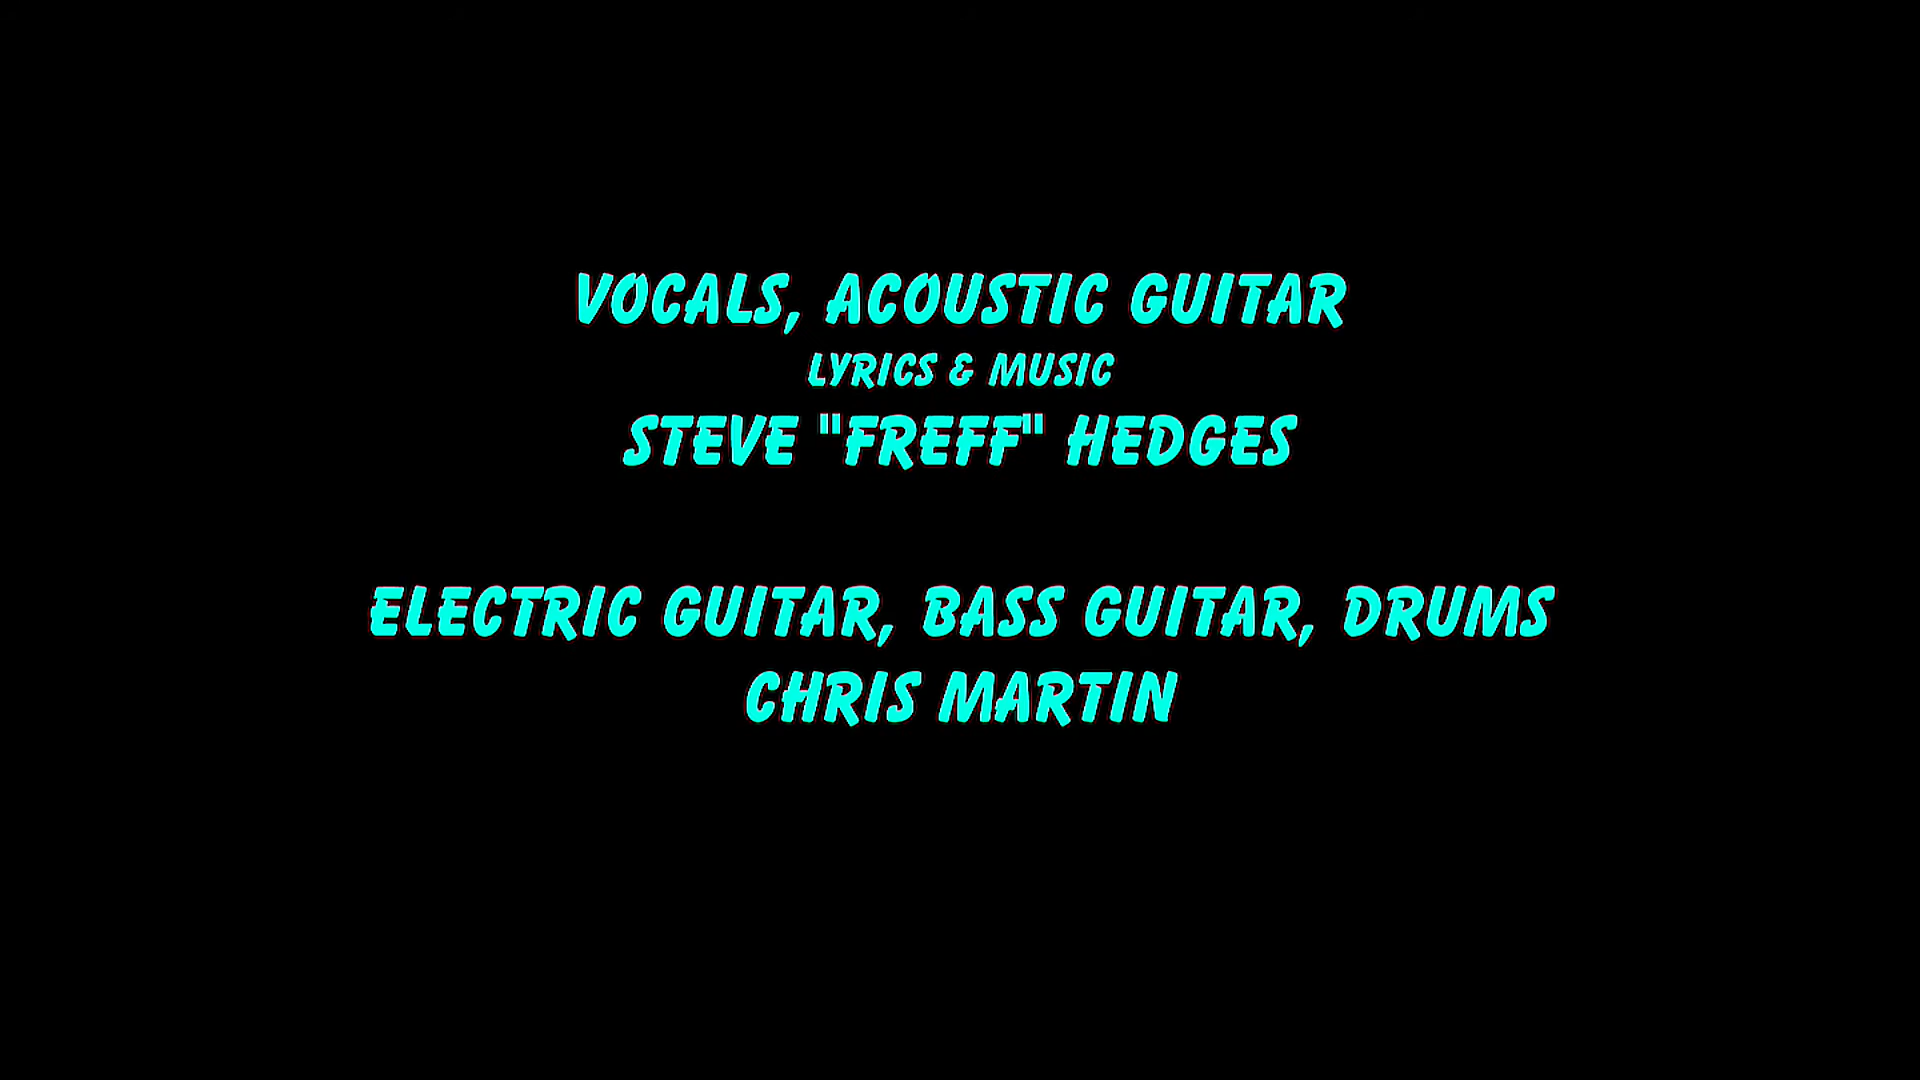 VOCALS, ACOUSTIC GUITAR
LYRICS & MUSIC
STEVE "FREFF" HEDGES
ELECTRIC GUITAR, BASS GUITAR, DRUMS
CHRIS MARTIN